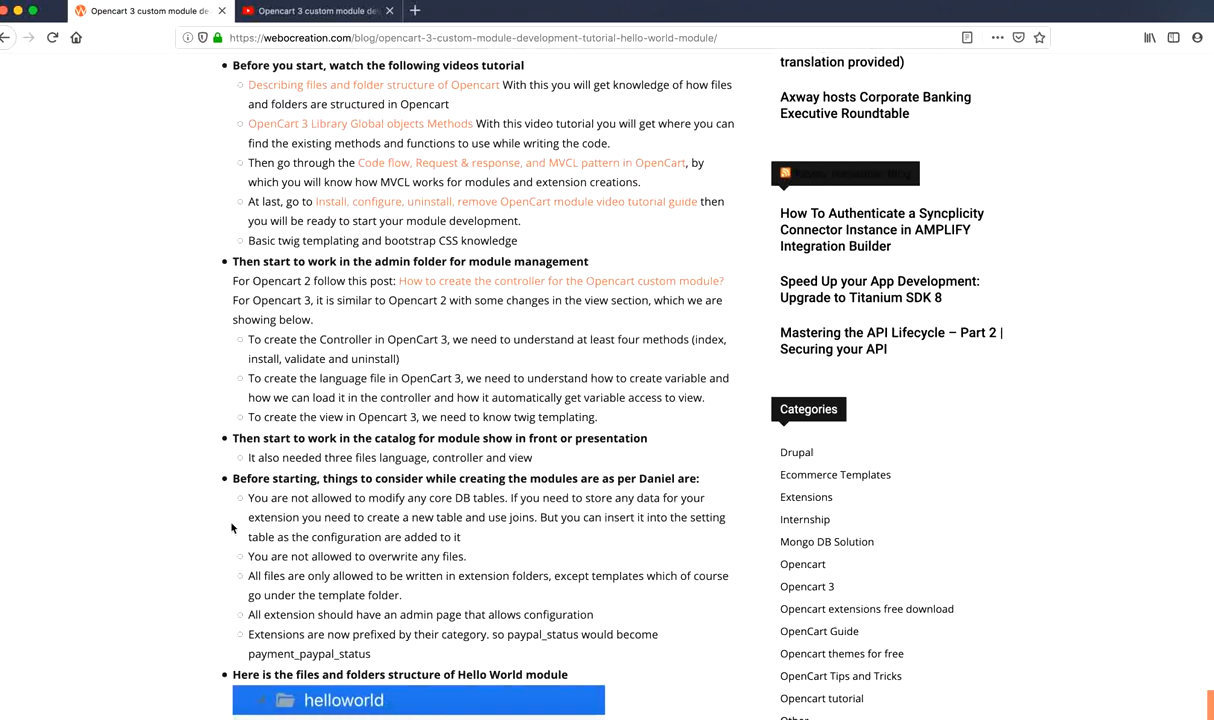 Opencart 3 custom module de
Opencart 3 custom module de
https://webocreation.com/blog/opencart-3-custom-module-development-tutorial-hello-world-module/
Before you start, watch the following videos tutorial
Describing files and folder structure of Opencart With this you will get knowledge of how files
and folders are structured in Opencart
OpenCart 3 Library Global objects Methods With this video tutorial you will get where you can
find the existing methods and functions to use while writing the code.
Then go through the Code flow, Request & response, and MVCL pattern in OpenCart, by
which you will know how MVCL works for modules and extension creations.
At last, go to Install, configure, uninstall, remove OpenCart module video tutorial guide then
you will be ready to start your module development.
Basic twig templating and bootstrap CSS knowledge
Then start to work in the admin folder for module management
For Opencart 2 follow this post: How to create the controller for the Opencart custom module?
For Opencart 3, it is similar to Opencart 2 with some changes in the view section, which we are
showing below.
To create the Controller in OpenCart 3, we need to understand at least four methods (index,
install, validate and uninstall)
To create the language file in OpenCart 3, we need to understand how to create variable and
how we can load it in the controller and how it automatically get variable access to view.
To create the view in Opencart 3, we need to know twig templating.
Then start to work in the catalog for module show in front or presentation
It also needed three files language, controller and view
Before starting, things to consider while creating the modules are as per Daniel are:
You are not allowed to modify any core DB tables. If you need to store any data for your
extension you need to create a new table and use joins. But you can insert it into the setting
table as the configuration are added to it
You are not allowed to overwrite any files.
All files are only allowed to be written in extension folders, except templates which of course
go under the template folder.
All extension should have an admin page that allows configuration
Extensions are now prefixed by their category. so paypal_status would become
payment_paypal_status
Here is the files and folders structure of Hello World module
helloworld
translation provided)
Axway hosts Corporate Banking
Executive Roundtable
How To Authenticate a Syncplicity
Connector Instance in AMPLIFY
Integration Builder
Speed Up your App Development:
Upgrade to Titanium SDK 8
Mastering the API Lifecycle – Part 2 |
Securing your API
Categories
Drupal
Ecommerce Templates
Extensions
Internship
Mongo DB Solution
Opencart
Opencart 3
Opencart extensions free download
OpenCart Guide
Opencart themes for free
OpenCart Tips and Tricks
Opencart tutorial